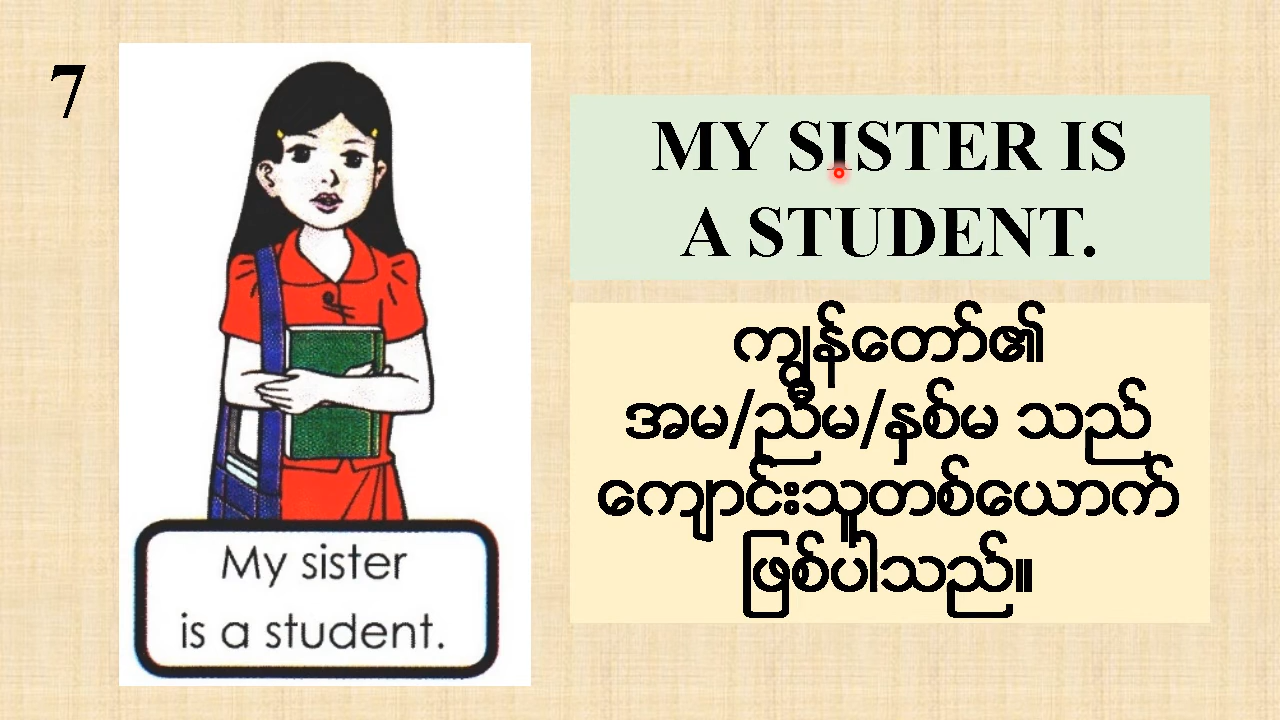 7
My sister
is a student.
MY SISTER IS
A STUDENT.
ကျွန်တော်၏
အမ/ညီမ/နှစ်မ သည်
ကျောင်းသူတစ်ယောက်
ဖြစ်ပါသည်။